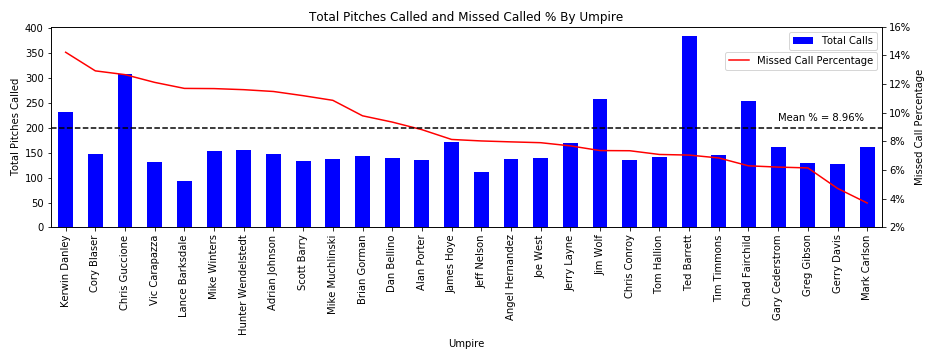 Total Pitches Called and Missed Called % By Umpire
Total Pitches Called
400
350
300
250
200
150
100
50
0
Total Calls
Missed Call Percentage
Mean % = 8.96%
16%
14%
12%
10%
8%
6%
4%
2%
Missed Call Percentage
Kerwin Danley
Cory Blaser
Chris Guccione
Vic Carapazza
Lance Barksdale
Mike Winters
Hunter Wendelstedt
Adrian Johnson
Scott Barry
Mike Muchlinski
Brian Gorman
Dan Bellino
Alan Porter
James Hoye
Jeff Nelson
Angel Hernandez
Joe West
Jerry Layne
Jim Wolf
Chris Conroy
Tom Hallion
Ted Barrett
Tim Timmons
Chad Fairchild
Gary Cederstrom
Greg Gibson
Gerry Davis
Mark Carlson
Umpire